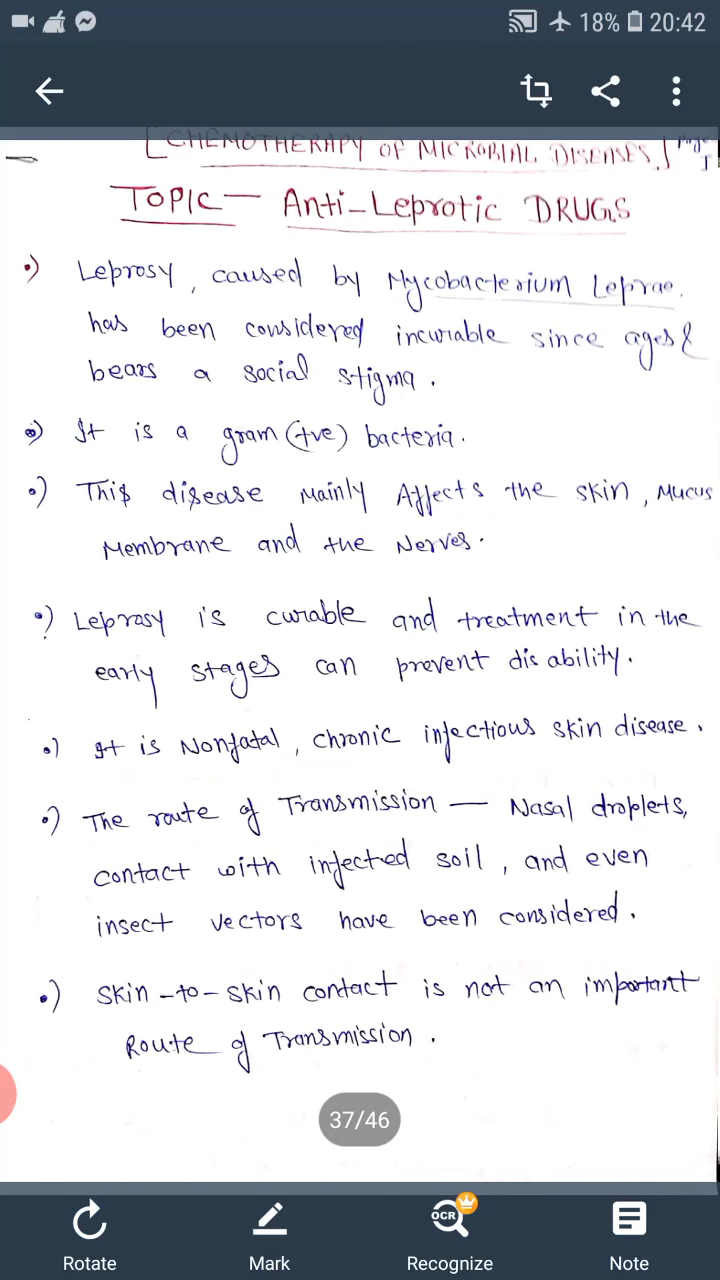 18% 20:42
[CHEMOTHERAPY OF MICROBIAL DISEASES]
TOPIC — Anti-Leprotic DRUGS
Leprosy, caused by Mycobacterium Leprae.
has been considered incurable since ages &
bears a social stigma.
It is a gram (+ve) bacteria.
This disease Mainly Affects the skin, Mucus
Membrane and the Nerves.
Leprosy is curable and treatment in the
early stages can prevent disability.
It is Nonfatal, chronic infectious skin disease.
The route of Transmission — Nasal droplets,
contact with infected soil, and even
insect vectors have been considered.
Skin-to-skin contact is not an important
Route of Transmission.
37/46
OCR
Rotate Mark Recognize Note